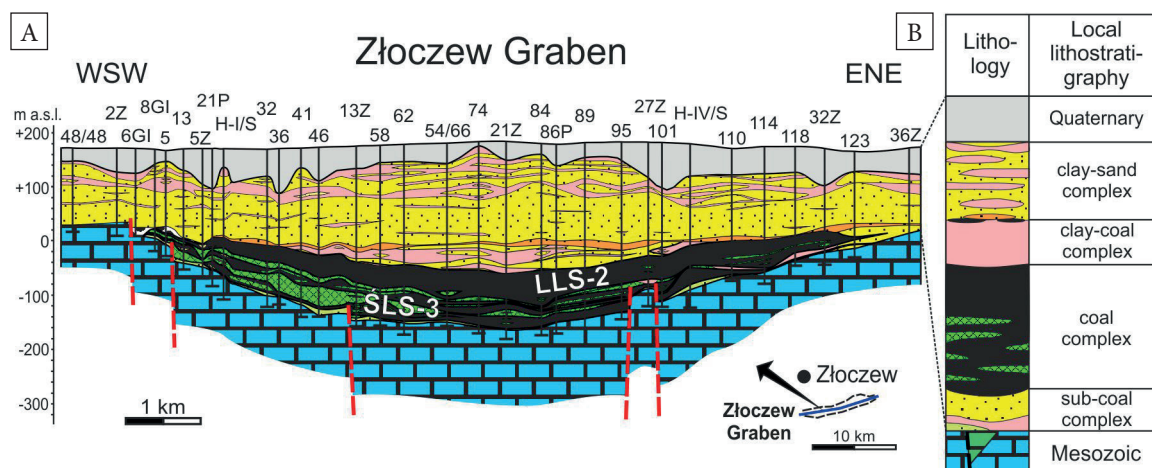 A
Złoczew Graben
B
WSW
ENE
m a.s.l.
+200
+100
0
-100
-200
-300
48/48
2Z
6GI
8GI
5
13
5Z
21P
H-I/S
32
36
41
46
13Z
58
62
54/66
74
21Z
84
86P
89
95
27Z
101
H-IV/S
110
114
118
32Z
123
36Z
LLS-2
ŚLS-3
1 km
Złoczew
Złoczew
Graben
10 km
Litho-
logy
Local
lithostrati-
graphy
Quaternary
clay-sand
complex
clay-coal
complex
coal
complex
sub-coal
complex
Mesozoic